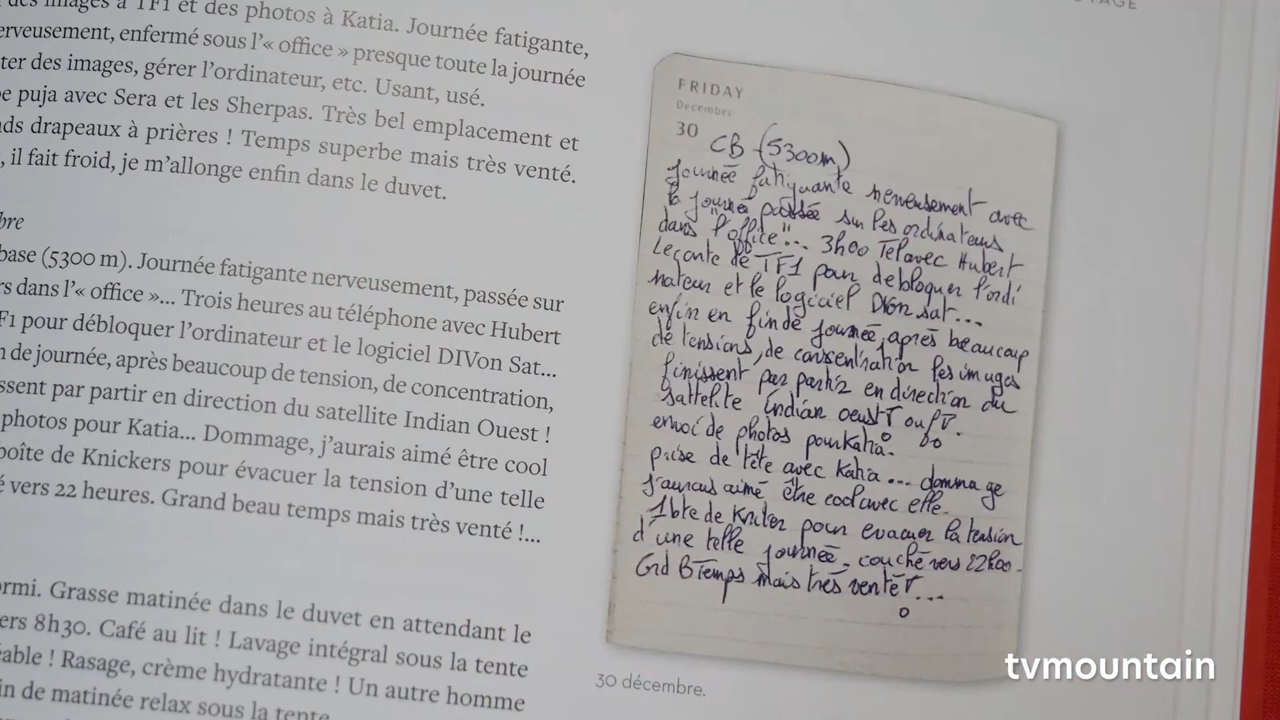 des images à TF1 et des photos à Katia. Journée fatigante,
erveusement, enfermé sous l'« office » presque toute la journée
ter des images, gérer l'ordinateur, etc. Usant, usé.
puja avec Sera et les Sherpas. Très bel emplacement et
ds drapeaux à prières ! Temps superbe mais très venté.
, il fait froid, je m'allonge enfin dans le duvet.
bre
base (5300 m). Journée fatigante nerveusement, passée sur
rs dans l'« office »... Trois heures au téléphone avec Hubert
F1 pour débloquer l'ordinateur et le logiciel DIVon Sat...
n de journée, après beaucoup de tension, de concentration,
ssent par partir en direction du satellite Indian Ouest !
photos pour Katia... Dommage, j'aurais aimé être cool
boîte de Knickers pour évacuer la tension d'une telle
é vers 22 heures. Grand beau temps mais très venté !...
ormi. Grasse matinée dans le duvet en attendant le
ers 8h30. Café au lit ! Lavage intégral sous la tente
able ! Rasage, crème hydratante ! Un autre homme
in de matinée relax sous la tente
FRIDAY
December
30 CB (5300m)
Journée fatiguante nerveusement avec
la journée passée sur les ordinateurs
dans "l'office"... 3h00 Tel avec Hubert
Leconte de TF1 pour debloquer l'ordi
nateur et le logiciel DIVon sat...
enfin en fin de journée, après beaucoup
de tensions, de consentration les images
finissent par partir en direction du
sattelite indian oeust ! ouf !.
envoi de photos pour Katia.
prise de tête avec Katia... dommage
j'aurais aimé être cool avec elle.
1 bte de pour evacuer la tension
d'une telle journée. couché vers 22h00.
Grd B Temps mais très venté !...
30 décembre.
tvmountain